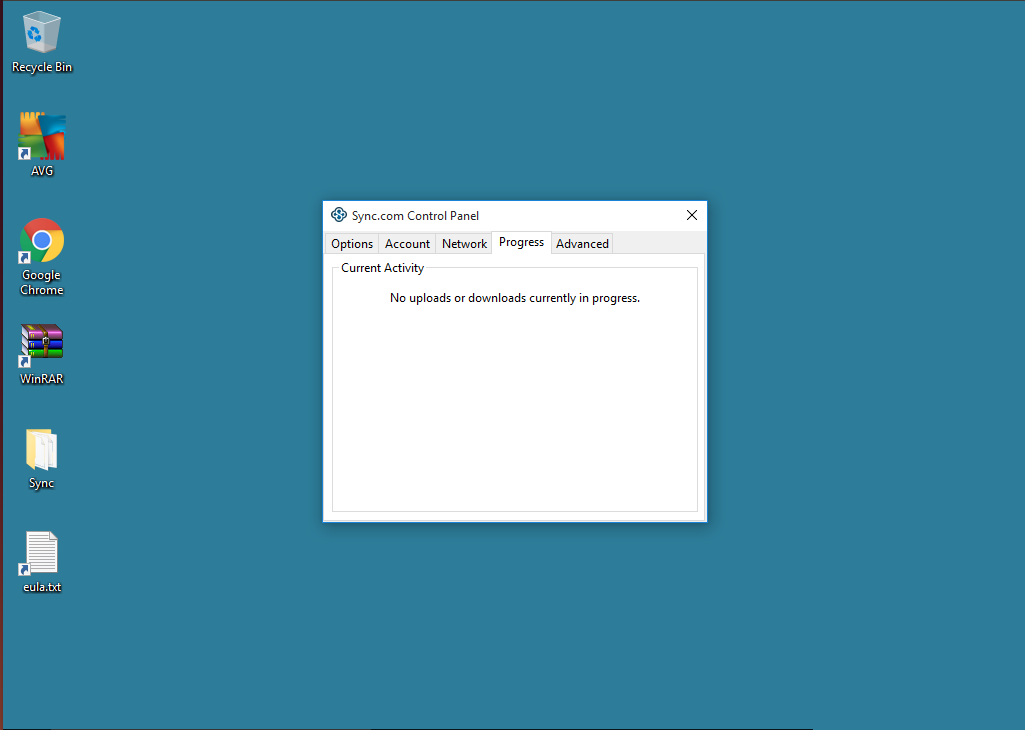 Recycle Bin
AVG
Google
Chrome
WinRAR
Sync
eula.txt
Sync.com Control Panel
Options Account Network Progress Advanced
Current Activity
No uploads or downloads currently in progress.